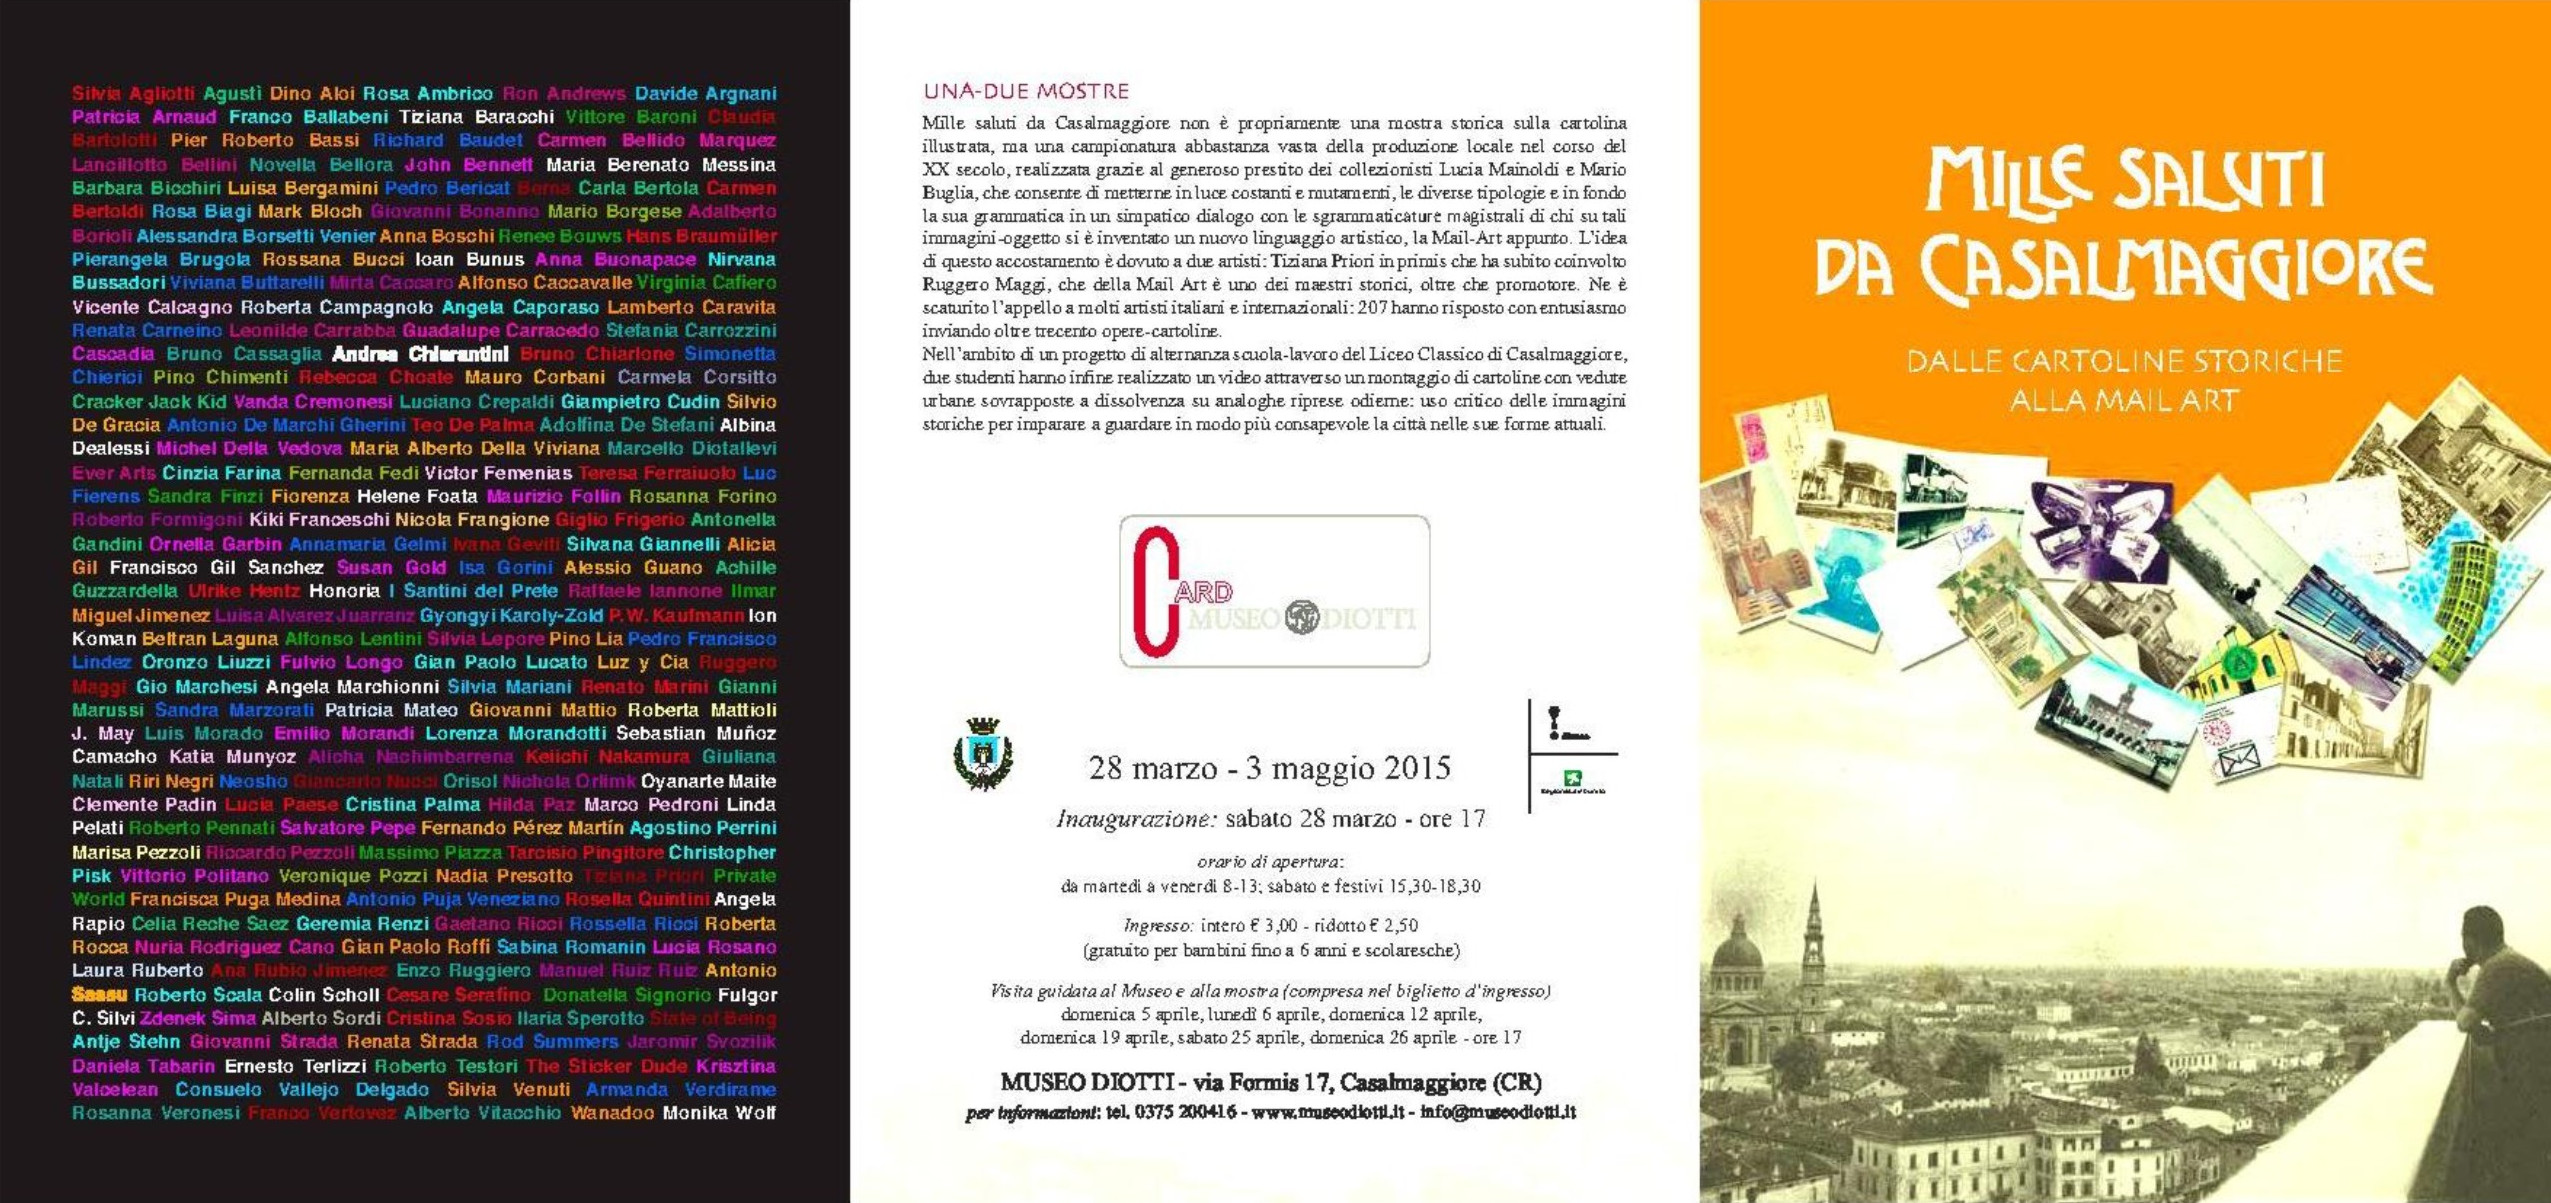 Silvia Agliotti Agustì Dino Aloi Rosa Ambrico Ron Andrews Davide Argnani
Patricia Arnaud Franco Ballabeni Tiziana Baracchi Vittore Baroni Claudia
Bartolotti Pier Roberto Bassi Richard Baudet Carmen Bellido Marquez
Lancillotto Bellini Novella Bellora John Bennett Maria Berenato Messina
Barbara Bicchiri Luisa Bergamini Pedro Bericat Berna Carla Bertola Carmen
Bertoldi Rosa Biagi Mark Bloch Giovanni Bonanno Mario Borgese Adalberto
Borioli Alessandra Borsetti Venier Anna Boschi Renee Bouws Hans Braumüller
Pierangela Brugola Rossana Bucci Ioan Bunus Anna Buonapace Nirvana
Bussadori Viviana Buttarelli Mirta Caccaro Alfonso Caccavalle Virginia Cafiero
Vicente Calcagno Roberta Campagnolo Angela Caporaso Lamberto Caravita
Renata Carneino Leonilde Carrabba Guadalupe Carracedo Stefania Carrozzini
Cascadia Bruno Cassaglia Andrea Chiarantini Bruno Chiarlone Simonetta
Chierici Pino Chimenti Rebecca Choate Mauro Corbani Carmela Corsitto
Cracker Jack Kid Vanda Cremonesi Luciano Crepaldi Giampietro Cudin Silvio
De Gracia Antonio De Marchi Gherini Teo De Palma Adolfina De Stefani Albina
Dealessi Michel Della Vedova Maria Alberto Della Viviana Marcello Diotallevi
Ever Arts Cinzia Farina Fernanda Fedi Victor Femenias Teresa Ferraiuolo Luc
Fierens Sandra Finzi Fiorenza Helene Foata Maurizio Follin Rosanna Forino
Roberto Formigoni Kiki Franceschi Nicola Frangione Giglio Frigerio Antonella
Gandini Ornella Garbin Annamaria Gelmi Ivana Geviti Silvana Giannelli Alicia
Gil Francisco Gil Sanchez Susan Gold Isa Gorini Alessio Guano Achille
Guzzardella Ulrike Hentz Honoria I Santini del Prete Raffaele Iannone Ilmar
Miguel Jimenez Luisa Alvarez Juarranz Gyongyi Karoly-Zold P.W. Kaufmann Ion
Koman Beltran Laguna Alfonso Lentini Silvia Lepore Pino Lia Pedro Francisco
Lindez Oronzo Liuzzi Fulvio Longo Gian Paolo Lucato Luz y Cia Ruggero
Maggi Gio Marchesi Angela Marchionni Silvia Mariani Renato Marini Gianni
Marussi Sandra Marzorati Patricia Mateo Giovanni Mattio Roberta Mattioli
J. May Luis Morado Emilio Morandi Lorenza Morandotti Sebastian Muñoz
Camacho Katia Munyoz Alicha Nachimbarrena Keiichi Nakamura Giuliana
Natali Riri Negri Neosho Giancarlo Nucci Orisol Nichola Orlimk Oyanarte Maite
Clemente Padin Lucia Paese Cristina Palma Hilda Paz Marco Pedroni Linda
Pelati Roberto Pennati Salvatore Pepe Fernando Pérez Martín Agostino Perrini
Marisa Pezzoli Riccardo Pezzoli Massimo Piazza Tarcisio Pingitore Christopher
Pisk Vittorio Politano Veronique Pozzi Nadia Presotto Tiziana Priori Private
World Francisca Puga Medina Antonio Puja Veneziano Rosella Quintini Angela
Rapio Celia Reche Saez Geremia Renzi Gaetano Ricci Rossella Ricci Roberta
Rocca Nuria Rodriguez Cano Gian Paolo Roffi Sabina Romanin Lucia Rosano
Laura Ruberto Ana Rubio Jimenez Enzo Ruggiero Manuel Ruiz Ruiz Antonio
Sassu Roberto Scala Colin Scholl Cesare Serafino Donatella Signorio Fulgor
C. Silvi Zdenek Sima Alberto Sordi Cristina Sosio Ilaria Sperotto State of Being
Antje Stehn Giovanni Strada Renata Strada Rod Summers Jaromir Svozilik
Daniela Tabarin Ernesto Terlizzi Roberto Testori The Sticker Dude Krisztina
Valcelean Consuelo Vallejo Delgado Silvia Venuti Armanda Verdirame
Rosanna Veronesi Franco Vertovez Alberto Vitacchio Wanadoo Monika Wolf
UNA-DUE MOSTRE
Mille saluti da Casalmaggiore non è propriamente una mostra storica sulla cartolina
illustrata, ma una campionatura abbastanza vasta della produzione locale nel corso del
XX secolo, realizzata grazie al generoso prestito dei collezionisti Lucia Mainoldi e Mario
Buglia, che consente di metterne in luce costanti e mutamenti, le diverse tipologie e in fondo
la sua grammatica in un simpatico dialogo con le sgrammaticature magistrali di chi su tali
immagini-oggetto si è inventato un nuovo linguaggio artistico, la Mail-Art appunto. L'idea
di questo accostamento è dovuto a due artisti: Tiziana Priori in primis che ha subito coinvolto
Ruggero Maggi, che della Mail Art è uno dei maestri storici, oltre che promotore. Ne è
scaturito l'appello a molti artisti italiani e internazionali: 207 hanno risposto con entusiasmo
inviando oltre trecento opere-cartoline.
Nell'ambito di un progetto di alternanza scuola-lavoro del Liceo Classico di Casalmaggiore,
due studenti hanno infine realizzato un video attraverso un montaggio di cartoline con vedute
urbane sovrapposte a dissolvenza su analoghe riprese odierne: uso critico delle immagini
storiche per imparare a guardare in modo più consapevole la città nelle sue forme attuali.
CARD
MUSEO DIOTTI
28 marzo - 3 maggio 2015
Inaugurazione: sabato 28 marzo - ore 17
orario di apertura:
da martedì a venerdì 8-13; sabato e festivi 15,30-18,30
Ingresso: intero € 3,00 - ridotto € 2,50
(gratuito per bambini fino a 6 anni e scolaresche)
Visita guidata al Museo e alla mostra (compresa nel biglietto d'ingresso)
domenica 5 aprile, lunedì 6 aprile, domenica 12 aprile,
domenica 19 aprile, sabato 25 aprile, domenica 26 aprile - ore 17
MUSEO DIOTTI - via Formis 17, Casalmaggiore (CR)
per informazioni: tel. 0375 200416 - www.museodiotti.it - info@museodiotti.it
MILLE SALUTI
DA CASALMAGGIORE
DALLE CARTOLINE STORICHE
ALLA MAIL ART